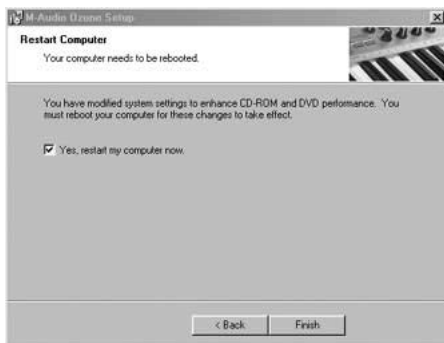 M-Audio Ozone Setup
Restart Computer
Your computer needs to be rebooted.
You have modified system settings to enhance CD-ROM and DVD performance. You
must reboot your computer for these changes to take effect.
Yes, restart my computer now.
< Back
Finish